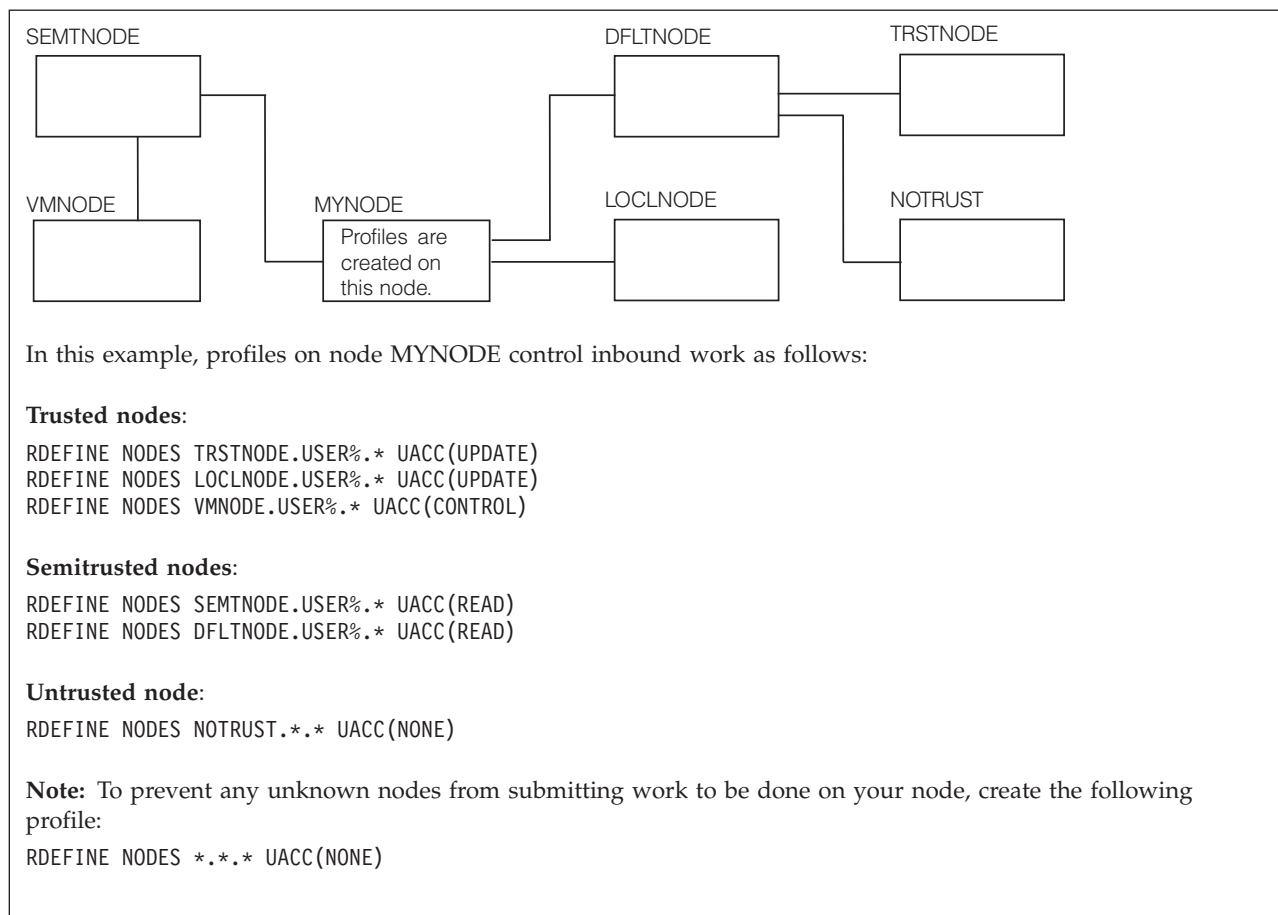 SEMTNODE
DFLTNODE
TRSTNODE
VMNODE
MYNODE
LOCLNODE
NOTRUST
Profiles are
created on
this node.
In this example, profiles on node MYNODE control inbound work as follows:
Trusted nodes:
RDEFINE NODES TRSTNODE.USER%.* UACC(UPDATE)
RDEFINE NODES LOCLNODE.USER%.* UACC(UPDATE)
RDEFINE NODES VMNODE.USER%.* UACC(CONTROL)
Semitrusted nodes:
RDEFINE NODES SEMTNODE.USER%.* UACC(READ)
RDEFINE NODES DFLTNODE.USER%.* UACC(READ)
Untrusted node:
RDEFINE NODES NOTRUST.*.* UACC(NONE)
Note: To prevent any unknown nodes from submitting work to be done on your node, create the following
profile:
RDEFINE NODES *.*.* UACC(NONE)